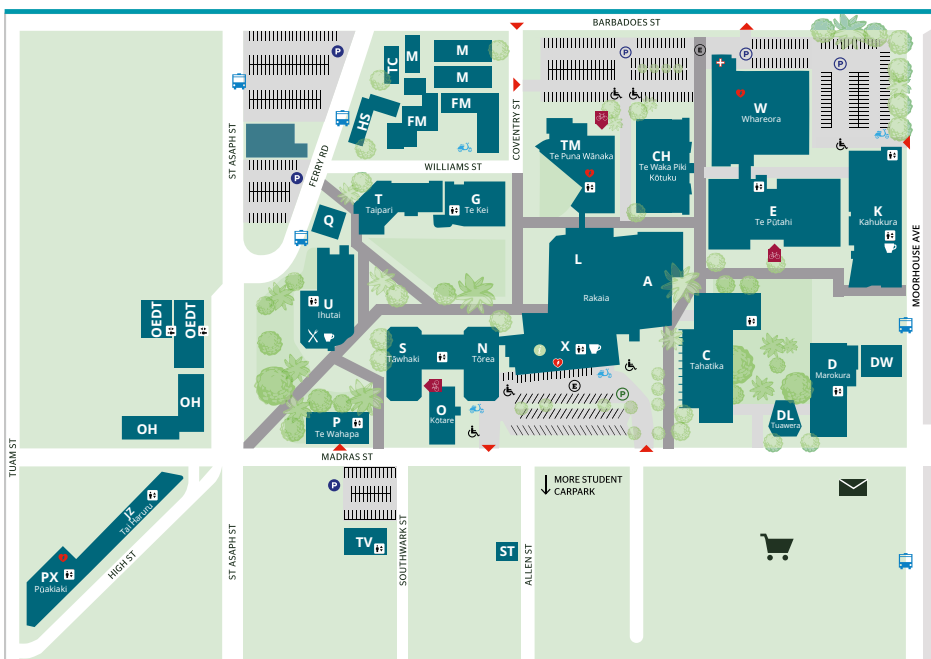 BARBADOES ST
P
P
E
P
P
ST ASAPH ST
FERRY RD
COVENTRY ST
WILLIAMS ST
TC
M
M
M
HS
FM
FM
TM
Te Puna Wānaka
CH
Te Waka Piki
Kōtuku
W
Whareora
P
T
Taipari
G
Te Kei
Q
E
Te Pūtahi
K
Kahukura
MOORHOUSE AVE
L
Rakaia
A
U
Ihutai
OEDT
OEDT
S
Tāwhaki
N
Tōrea
X
i
E
P
C
Tahatika
D
Marokura
DW
OH
OH
O
Kōtare
P
Te Wahapa
DL
Tuawera
TUAM ST
MADRAS ST
P
MORE STUDENT
CARPARK
JZ
Tai Haruru
HIGH ST
PX
Pūakiaki
ST ASAPH ST
TV
SOUTHWARK ST
ST
ALLEN ST